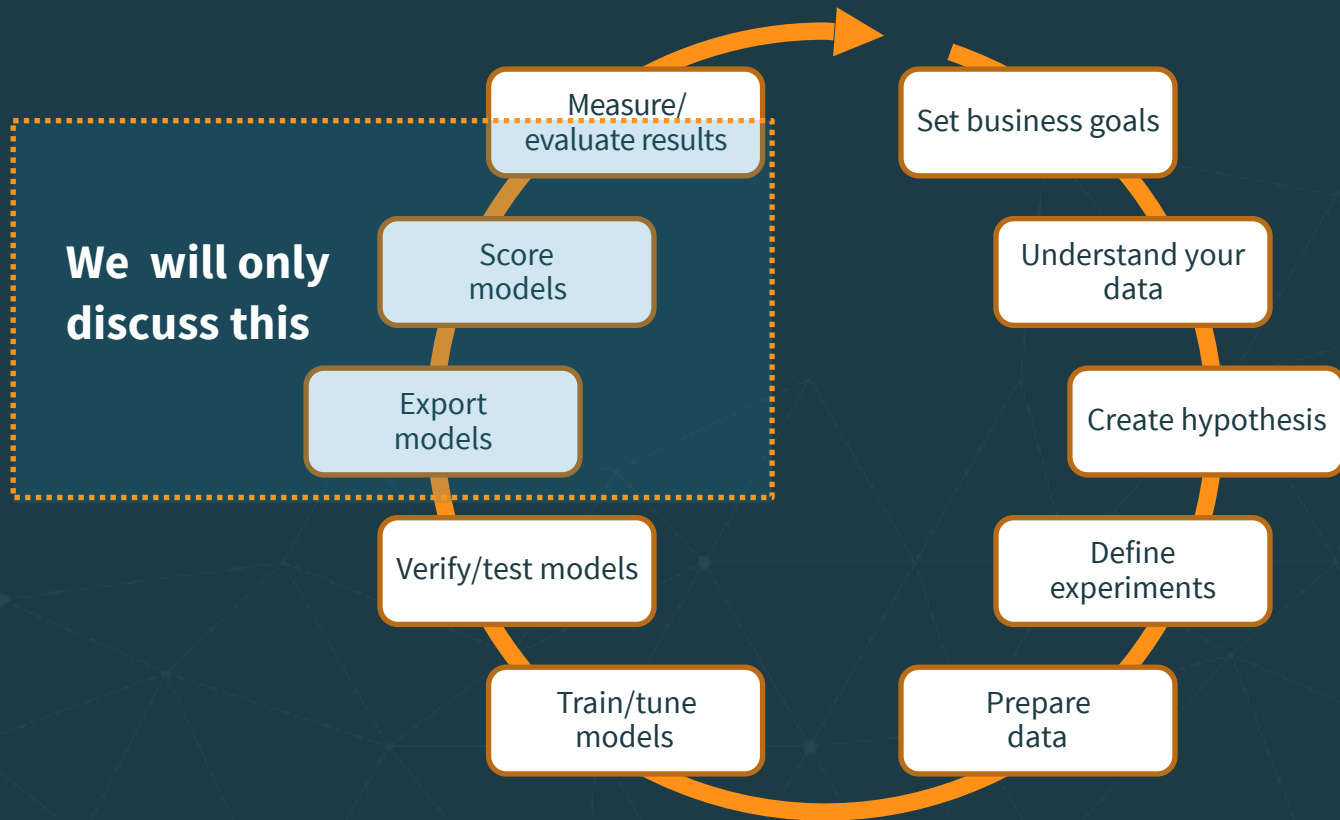 Measure/
evaluate results
Set business goals
We will only
discuss this
Score
models
Understand your
data
Export
models
Create hypothesis
Verify/test models
Define
experiments
Train/tune
models
Prepare
data